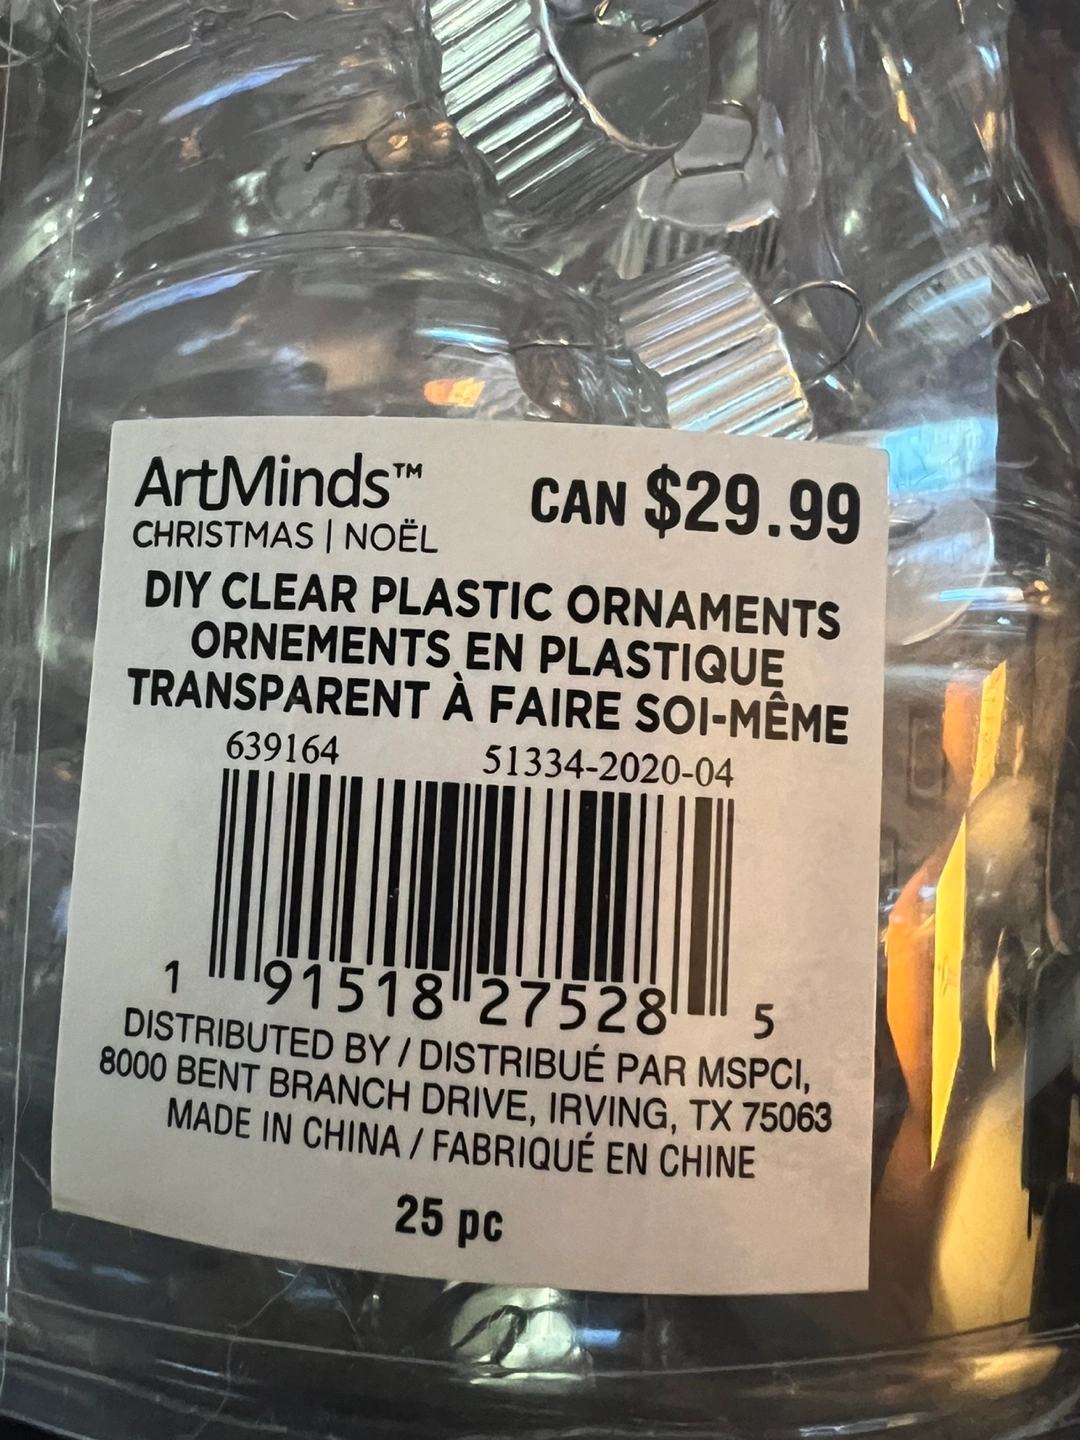 ArtMinds™
CAN $29.99
CHRISTMAS | NOËL
DIY CLEAR PLASTIC ORNAMENTS
ORNEMENTS EN PLASTIQUE
TRANSPARENT À FAIRE SOI-MÊME
639164 51334-2020-04
1 91518 27528 5
DISTRIBUTED BY / DISTRIBUÉ PAR MSPCI,
8000 BENT BRANCH DRIVE, IRVING, TX 75063
MADE IN CHINA / FABRIQUÉ EN CHINE
25 pc